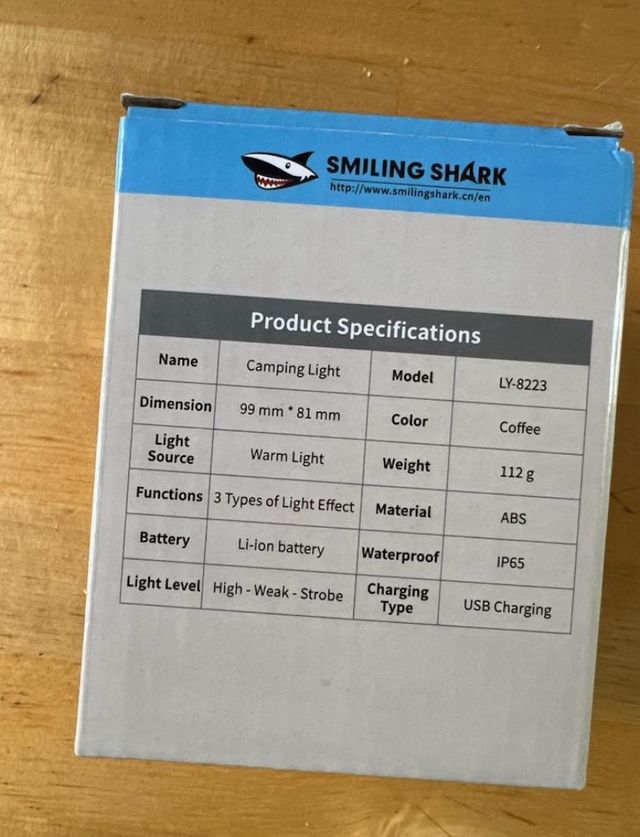 SMILING SHARK
http://www.smilingshark.cn/en
Product Specifications
Name Camping Light Model LY-8223
Dimension 99 mm * 81 mm Color Coffee
Light Source Warm Light Weight 112 g
Functions 3 Types of Light Effect Material ABS
Battery Li-ion battery Waterproof IP65
Light Level High - Weak - Strobe Charging Type USB Charging